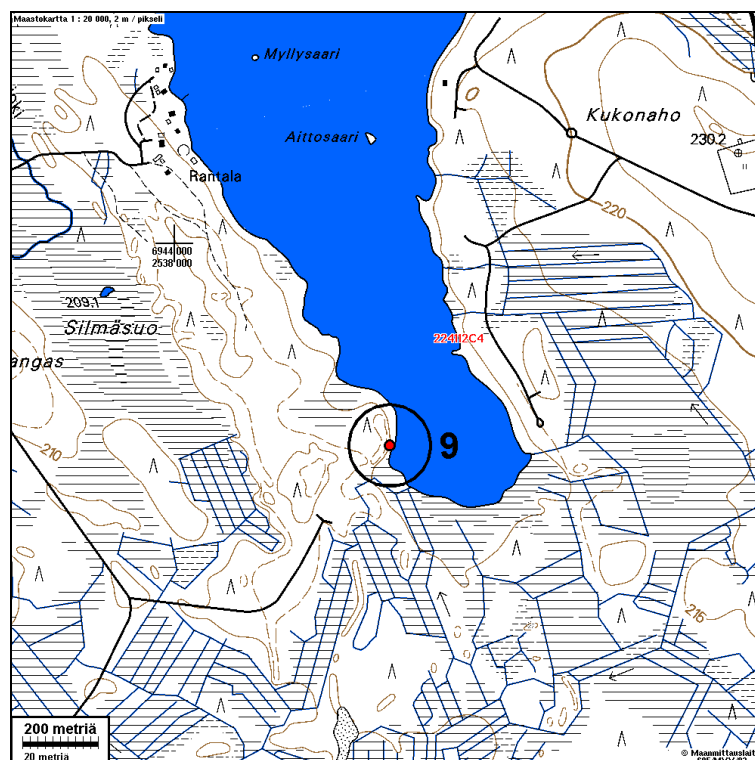 Maastokartta 1 : 20 000, 2 m / pikseli
Myllysaari
Kukonaho
Aittosaari
230.2
Rantala
220
6944 000
2538 000
209.1
Silmäsuo
224112C4
angas
210
9
215
200 metriä
20 metriä
© Maanmittauslait